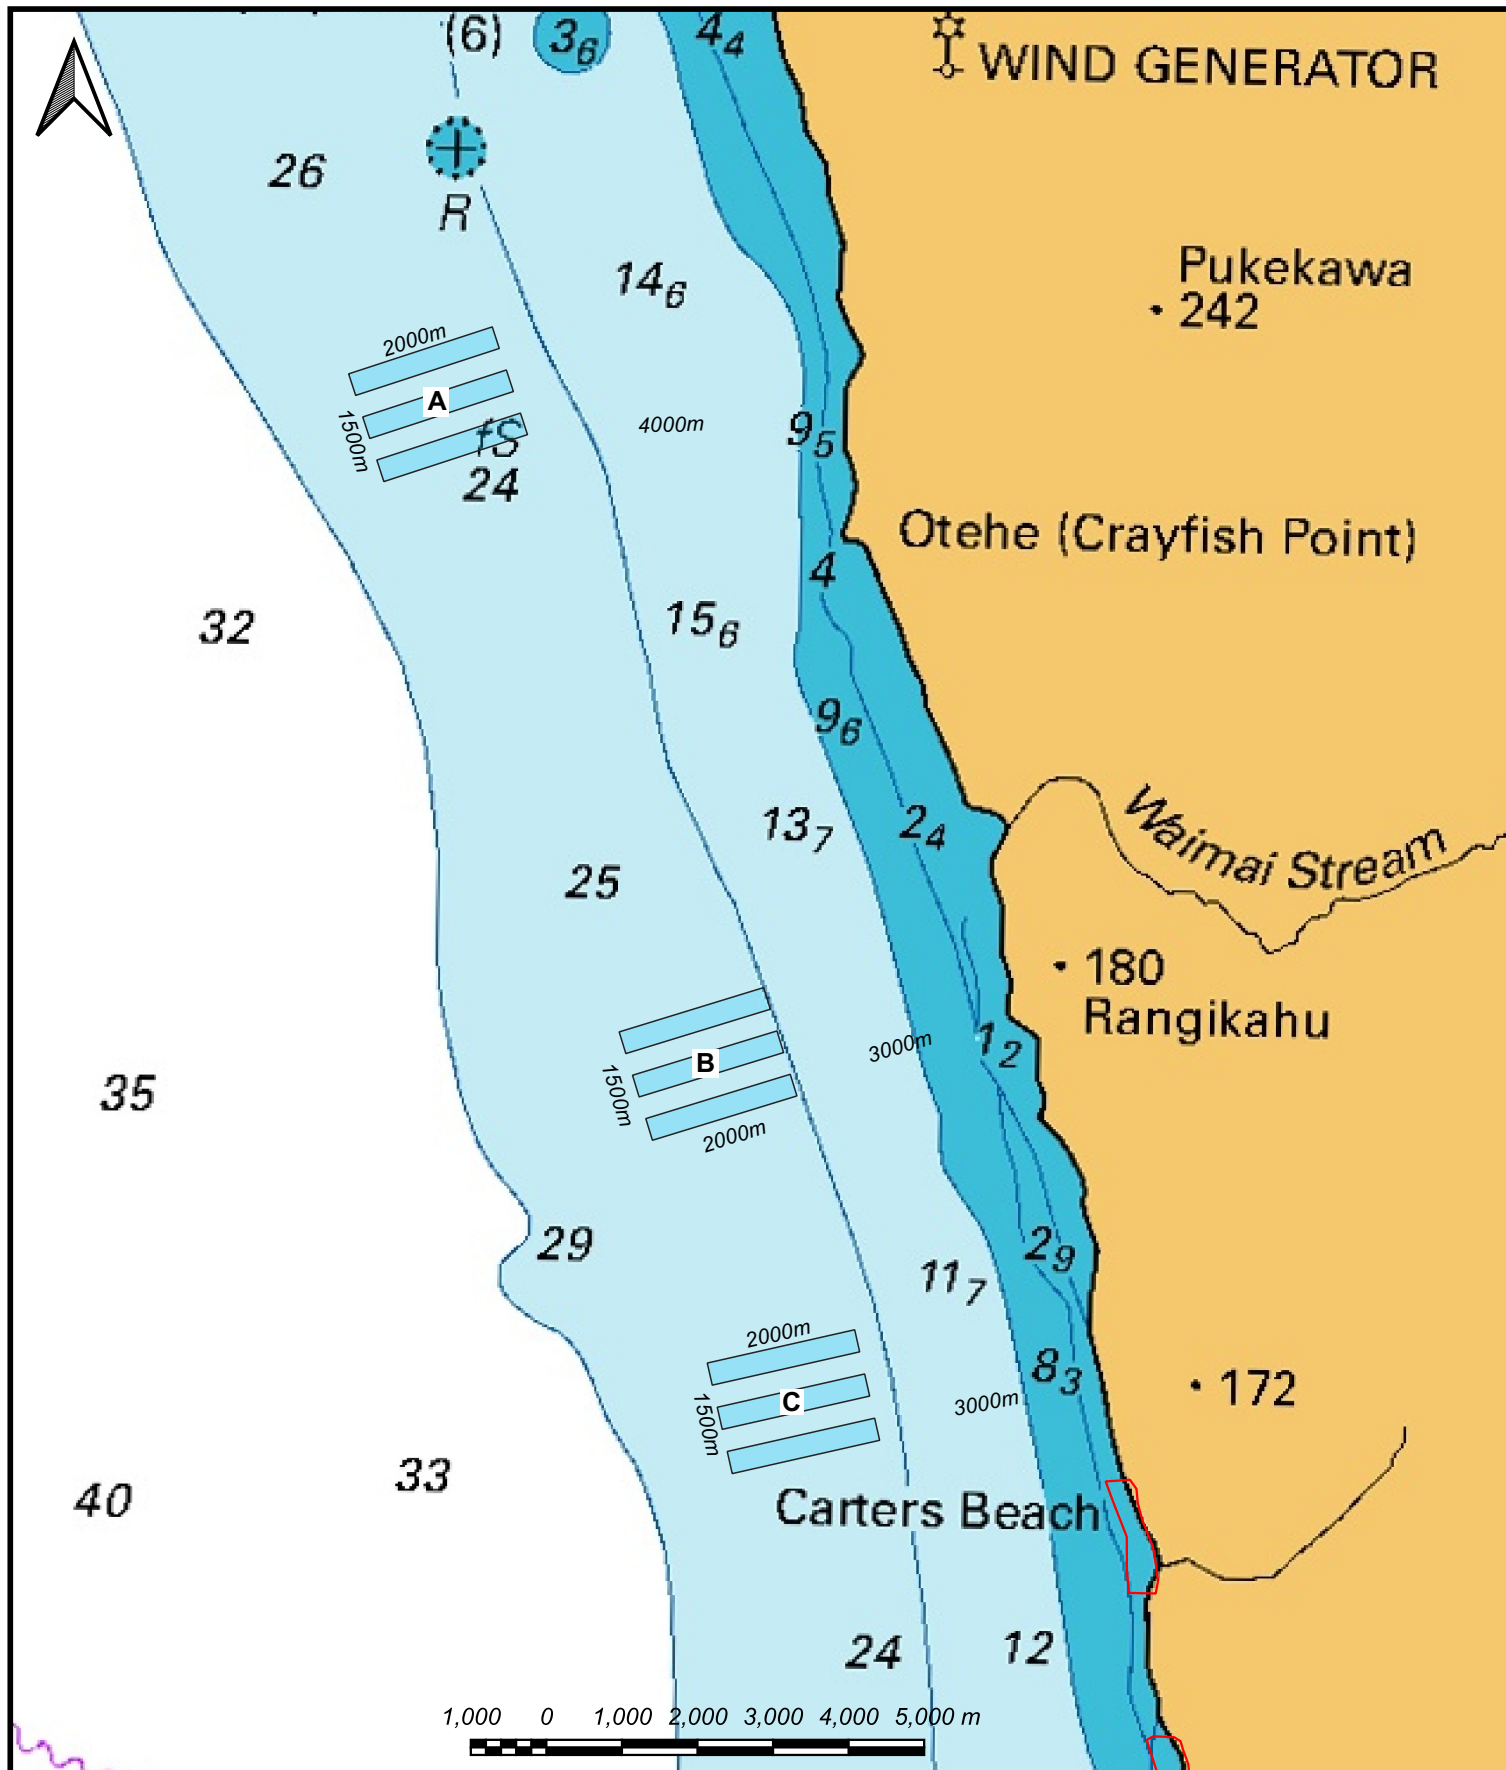 (6)
3₆
4₄
WIND GENERATOR
26
R
14₆
Pukekawa
242
2000m
A
1500m
4000m
9₅
fS
24
Otehe (Crayfish Point)
4
32
15₆
9₆
13₇
2₄
Waimai Stream
25
180
Rangikahu
1₂
3000m
B
1500m
35
2000m
29
2₉
11₇
2000m
8₃
172
C
1500m
3000m
33
40
Carters Beach
24
12
1,000 0 1,000 2,000 3,000 4,000 5,000 m